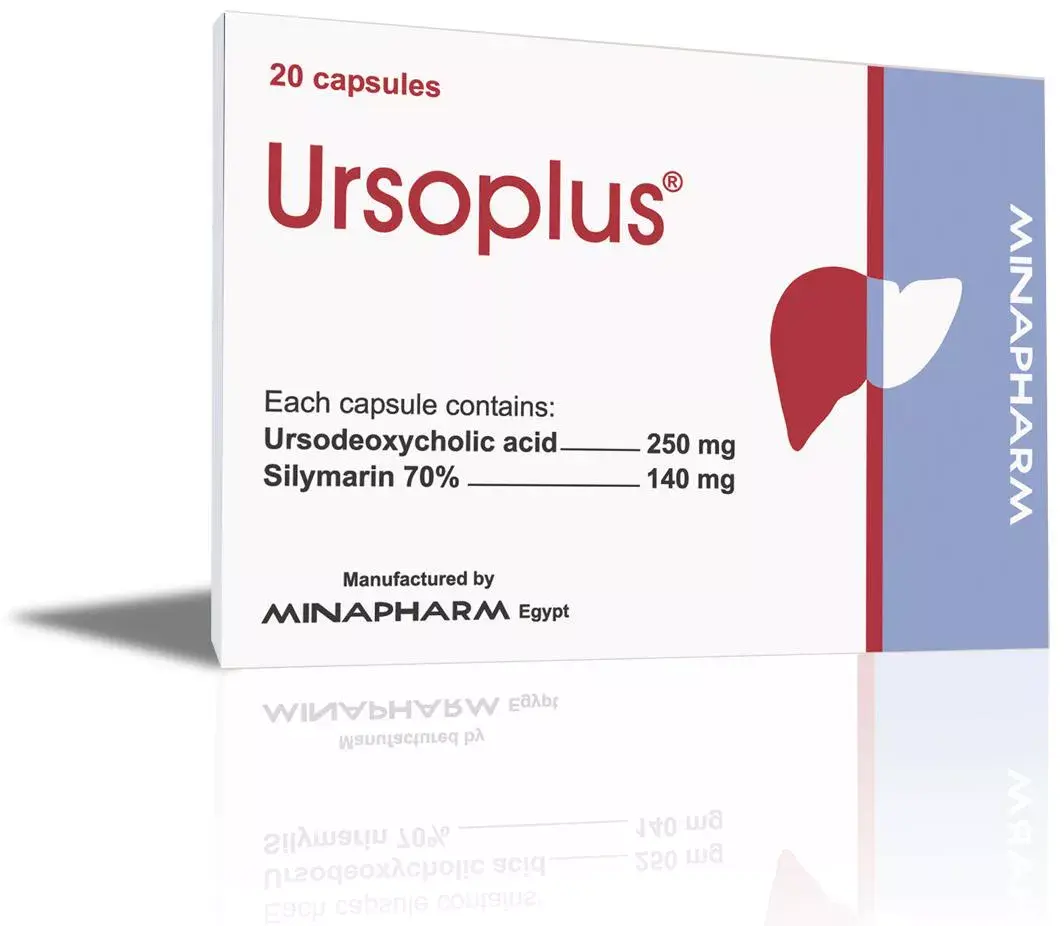 20 capsules
Ursoplus®
Each capsule contains:
Ursodeoxycholic acid 250 mg
Silymarin 70% 140 mg
Manufactured by
MINAPHARM Egypt
MINAPHARM